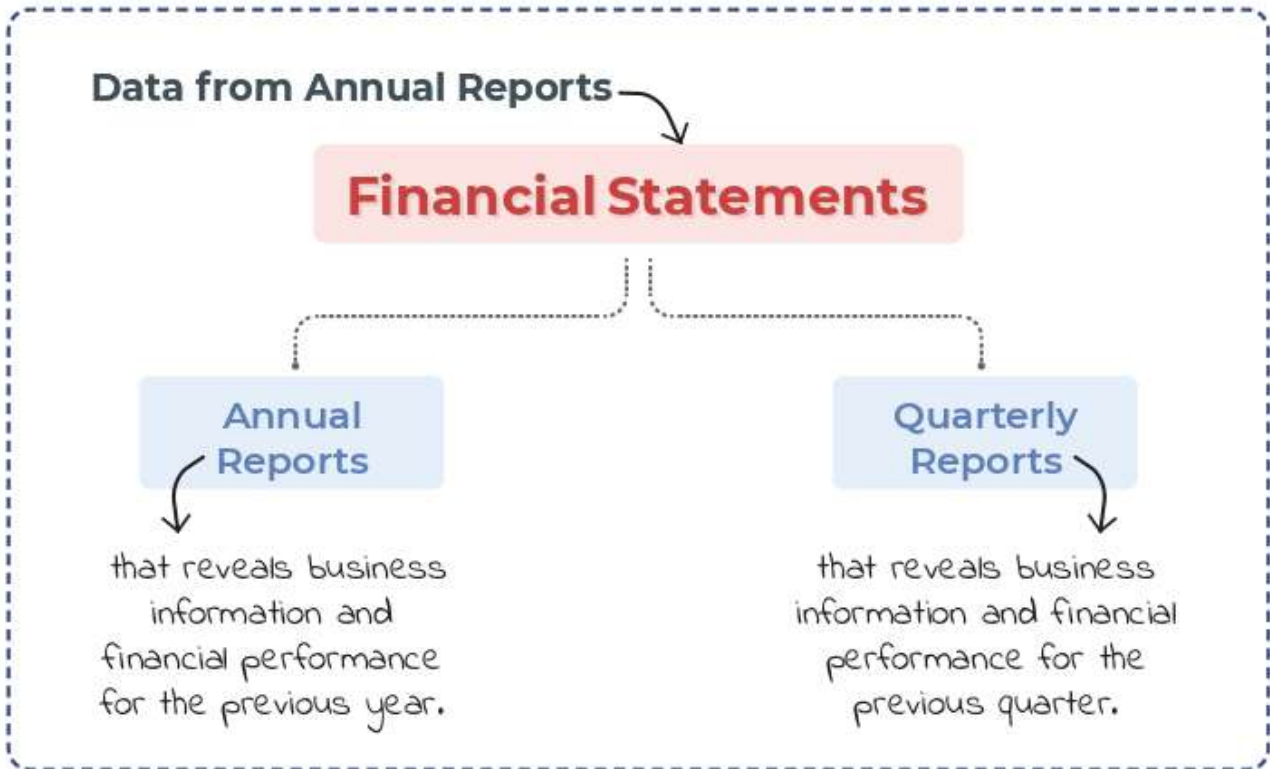 Data from Annual Reports
Financial Statements
Annual
Reports
that reveals business
information and
financial performance
for the previous year.
Quarterly
Reports
that reveals business
information and financial
performance for the
previous quarter.